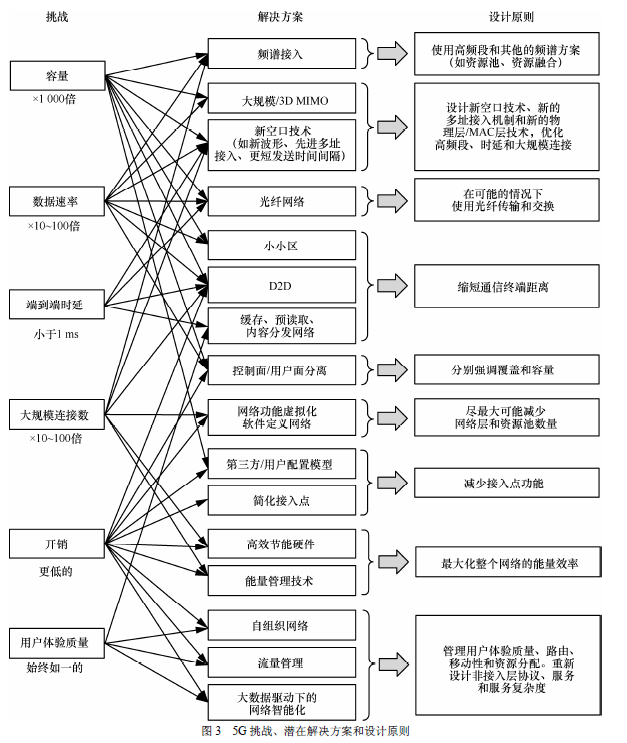 挑战
解决方案
设计原则
容量
×1 000倍
数据速率
×10~100倍
端到端时延
小于1 ms
大规模连接数
×10~100倍
开销
更低的
用户体验质量
始终如一的
频谱接入
大规模/3D MIMO
新空口技术
(如新波形、先进多址
接入、更短发送时间间隔)
光纤网络
小小区
D2D
缓存、预读取、
内容分发网络
控制面/用户面分离
网络功能虚拟化
软件定义网络
第三方/用户配置模型
简化接入点
高效节能硬件
能量管理技术
自组织网络
流量管理
大数据驱动下的
网络智能化
使用高频段和其他的频谱方案
(如资源池、资源融合)
设计新空口技术、新的
多址接入机制和新的物
理层/MAC层技术，优化
高频段、时延和大规模连接
在可能的情况下
使用光纤传输和交换
缩短通信终端距离
分别强调覆盖和容量
尽最大可能减少
网络层和资源池数量
减少接入点功能
最大化整个网络的能量效率
管理用户体验质量、路由、
移动性和资源分配。重新
设计非接入层协议、服务
和服务复杂度
图 3 5G 挑战、潜在解决方案和设计原则